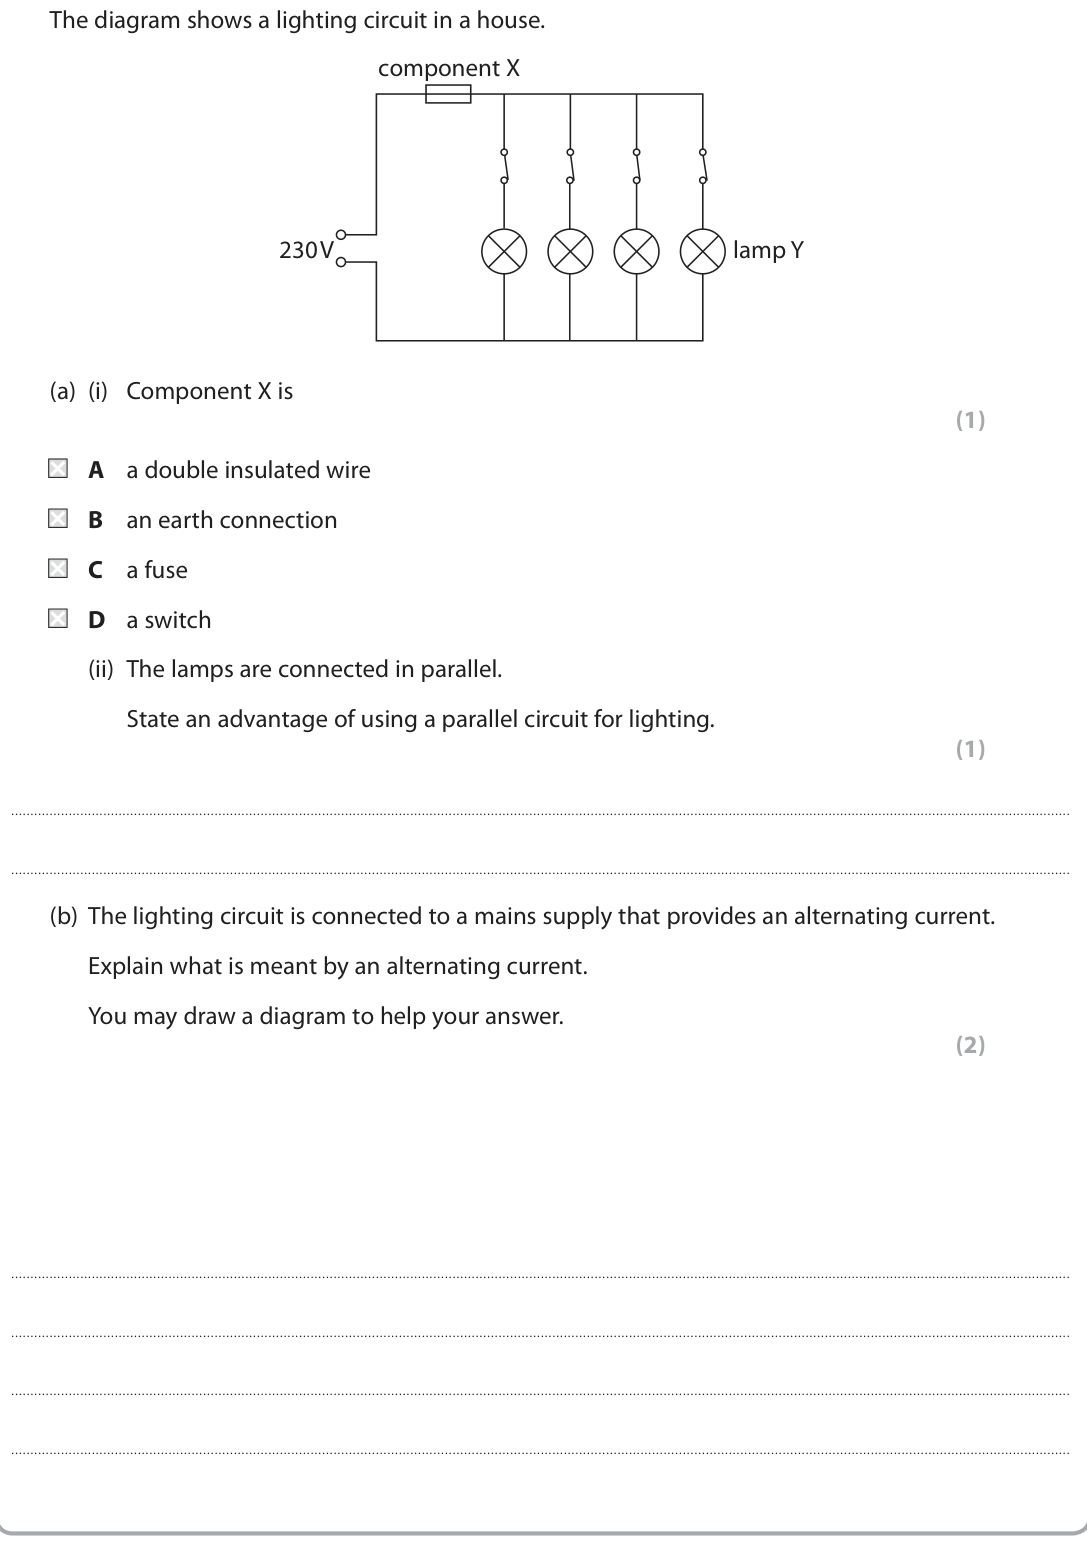 The diagram shows a lighting circuit in a house.
component X
230 V
lamp Y
(a) (i) Component X is
(1)
A a double insulated wire
B an earth connection
C a fuse
D a switch
(ii) The lamps are connected in parallel.
State an advantage of using a parallel circuit for lighting.
(1)
(b) The lighting circuit is connected to a mains supply that provides an alternating current.
Explain what is meant by an alternating current.
You may draw a diagram to help your answer.
(2)